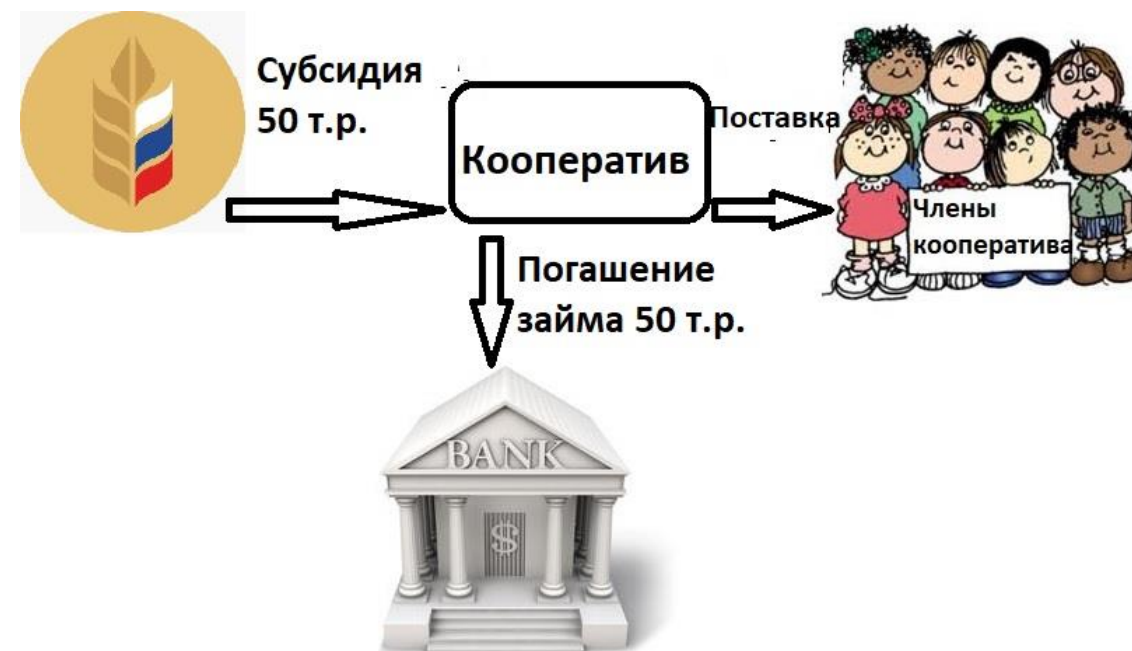 Субсидия
50 т.р.
Кооператив
Поставка
Члены
кооператива
Погашение
займа 50 т.р.
BANK
$